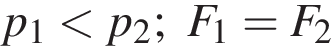 p₁ < p₂; F₁ = F₂